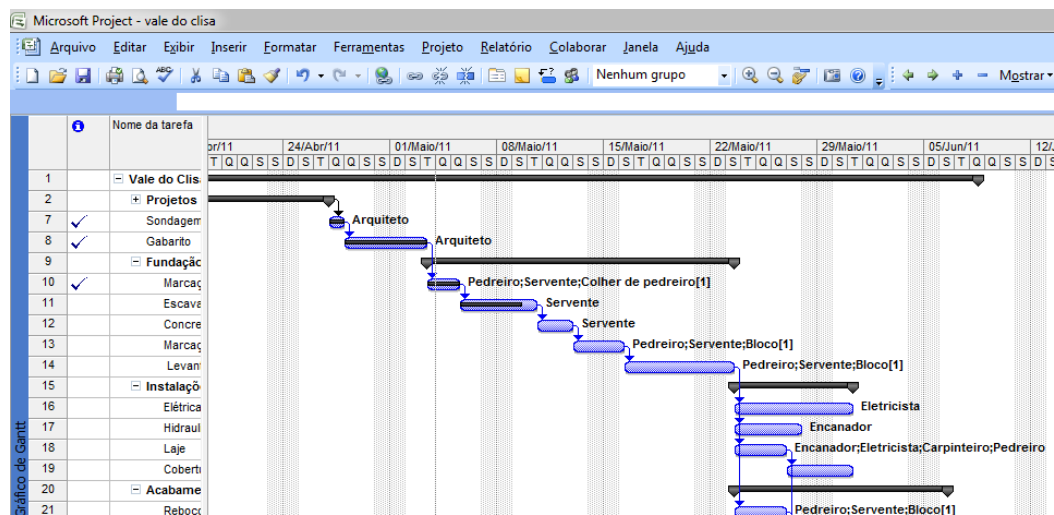 Microsoft Project - vale do clisa
Arquivo Editar Exibir Inserir Formatar Ferramentas Projeto Relatório Colaborar Janela Ajuda
Nenhum grupo Mostrar
Nome da tarefa
br/11 24/Abr/11 01/Maio/11 08/Maio/11 15/Maio/11 22/Maio/11 29/Maio/11 05/Jun/11 12/
T Q Q S S D S T Q Q S S D S T Q Q S S D S T Q Q S S D S T Q Q S S D S T Q Q S S D S T Q Q S S D S T Q Q S S D S
1 Vale do Clis
2 Projetos
7 Sondagem Arquiteto
8 Gabarito Arquiteto
9 Fundaçã
10 Marcaç Pedreiro;Servente;Colher de pedreiro[1]
11 Escava Servente
12 Concre Servente
13 Marcaç Pedreiro;Servente;Bloco[1]
14 Levan Pedreiro;Servente;Bloco[1]
15 Instalaçõ
16 Elétrica Eletricista
17 Hidraul Encanador
18 Laje Encanador;Eletricista;Carpinteiro;Pedreiro
19 Cobert
20 Acabame
21 Reboc Pedreiro;Servente;Bloco[1]
Gráfico de Gantt